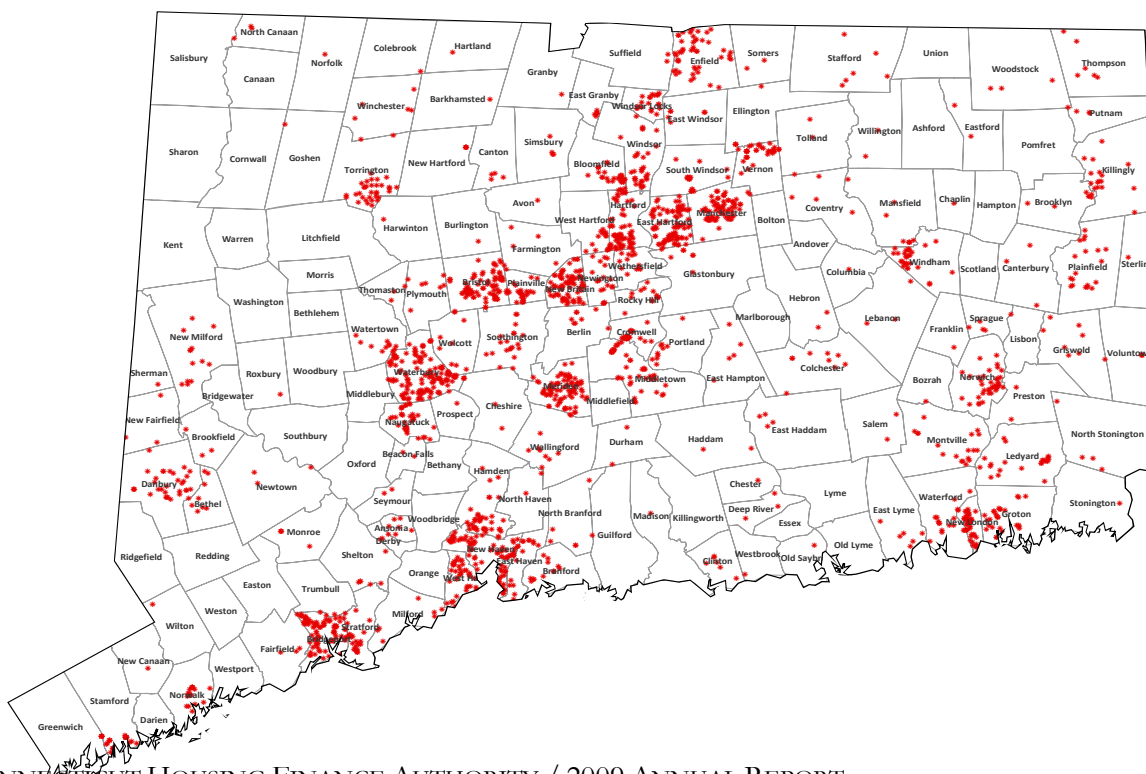 North Canaan
Colebrook
Hartland
Suffield
Enfield
Somers
Stafford
Union
Woodstock
Thompson
Salisbury
Norfolk
Canaan
Granby
East Granby
Winchester
Barkhamsted
Windsor Locks
East Windsor
Ellington
Putnam
Tolland
Willington
Ashford
Eastford
Pomfret
Sharon
Cornwall
Goshen
New Hartford
Canton
Simsbury
Windsor
Bloomfield
South Windsor
Vernon
Killingly
Torrington
Avon
Hartford
Manchester
Coventry
Mansfield
Chaplin
Hampton
Brooklyn
West Hartford
East Hartford
Bolton
Kent
Warren
Litchfield
Harwinton
Burlington
Farmington
Andover
Wethersfield
Glastonbury
Columbia
Windham
Scotland
Canterbury
Plainfield
Sterlin
Morris
Thomaston
Plymouth
Bristol
Plainville
New Britain
Newington
Rocky Hill
Hebron
Washington
Bethlehem
Marlborough
Lebanon
Sprague
Franklin
Lisbon
Griswold
Volunto
New Milford
Watertown
Wolcott
Southington
Berlin
Cromwell
Portland
Sherman
Roxbury
Woodbury
Waterbury
Meriden
Middletown
East Hampton
Colchester
Bozrah
Norwich
Bridgewater
Middlebury
Preston
New Fairfield
Naugatuck
Prospect
Cheshire
Middlefield
Brookfield
Southbury
Wallingford
Durham
Haddam
East Haddam
Salem
Montville
North Stonington
Oxford
Beacon Falls
Bethany
Hamden
Ledyard
Danbury
Bethel
Newtown
Seymour
North Haven
Chester
Lyme
Waterford
Stonington
Woodbridge
North Branford
Madison
Killingworth
Deep River
Essex
East Lyme
New London
Groton
Ansonia
Derby
Monroe
Guilford
Ridgefield
Redding
Shelton
New Haven
East Haven
Branford
Clinton
Westbrook
Old Saybr
Old Lyme
Easton
Trumbull
Orange
West Ha
Weston
Wilton
Milford
Stratford
Bridgeport
Fairfield
New Canaan
Westport
Stamford
Norwalk
Darien
Greenwich
HOUSING FINANCE AUTHORITY / 2009 ANNUAL REPORT